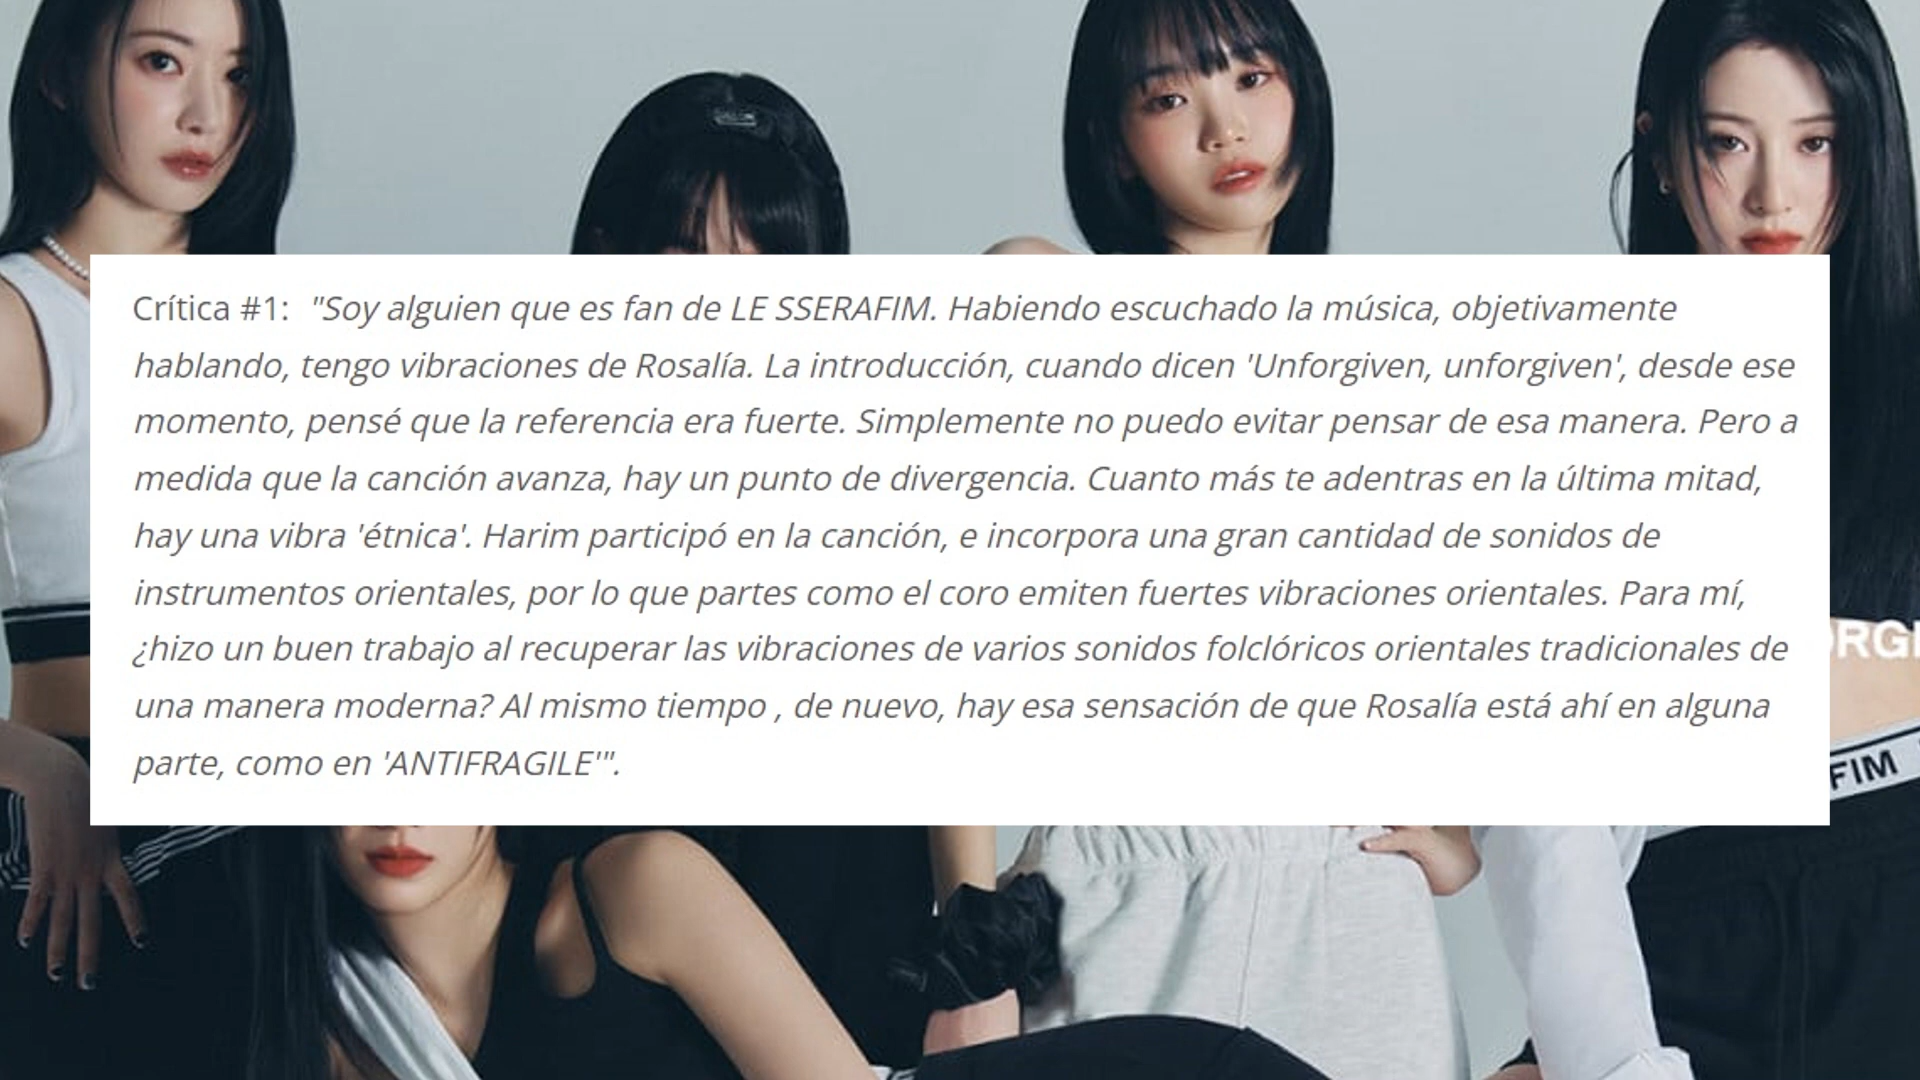 Crítica #1: "Soy alguien que es fan de LE SSERAFIM. Habiendo escuchado la música, objetivamente
hablando, tengo vibraciones de Rosalía. La introducción, cuando dicen 'Unforgiven, unforgiven', desde ese
momento, pensé que la referencia era fuerte. Simplemente no puedo evitar pensar de esa manera. Pero a
medida que la canción avanza, hay un punto de divergencia. Cuanto más te adentras en la última mitad,
hay una vibra 'étnica'. Harim participó en la canción, e incorpora una gran cantidad de sonidos de
instrumentos orientales, por lo que partes como el coro emiten fuertes vibraciones orientales. Para mí,
¿hizo un buen trabajo al recuperar las vibraciones de varios sonidos folclóricos orientales tradicionales de
una manera moderna? Al mismo tiempo , de nuevo, hay esa sensación de que Rosalía está ahí en alguna
parte, como en 'ANTIFRAGILE'".
ORGI
FIM